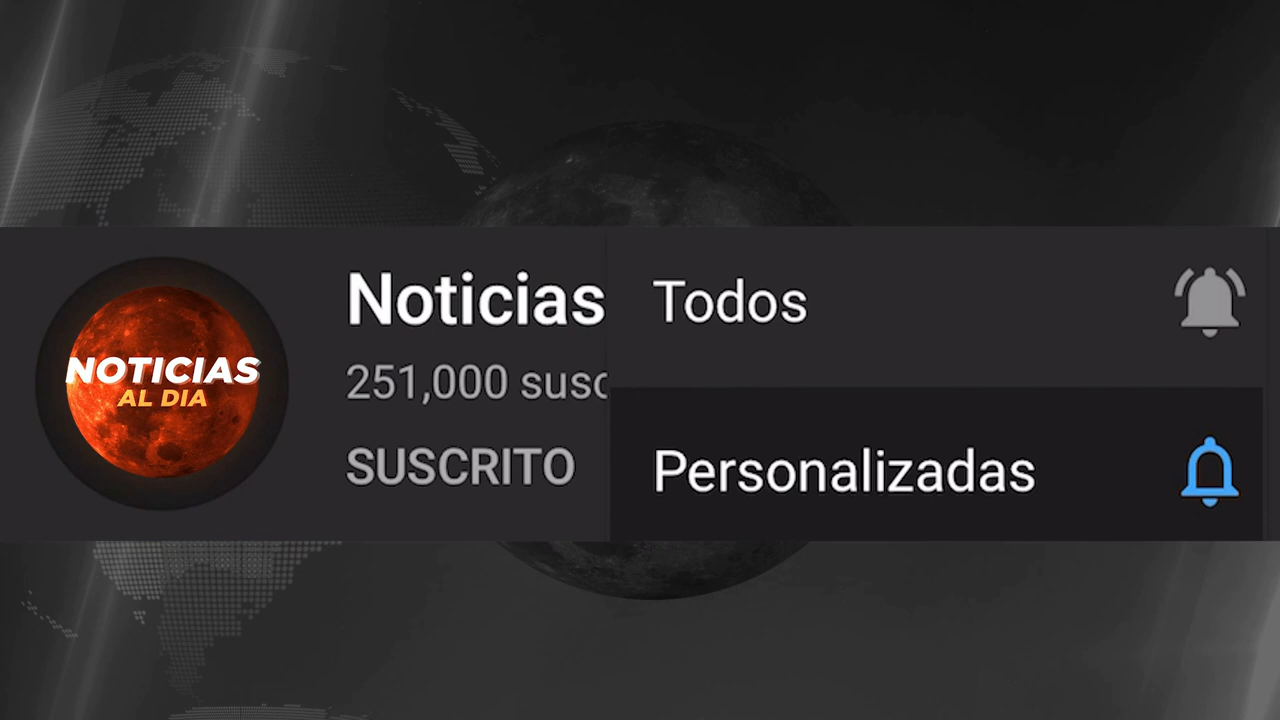 NOTICIAS
AL DIA
Noticias
251,000 susc
SUSCRITO
Todos
Personalizadas